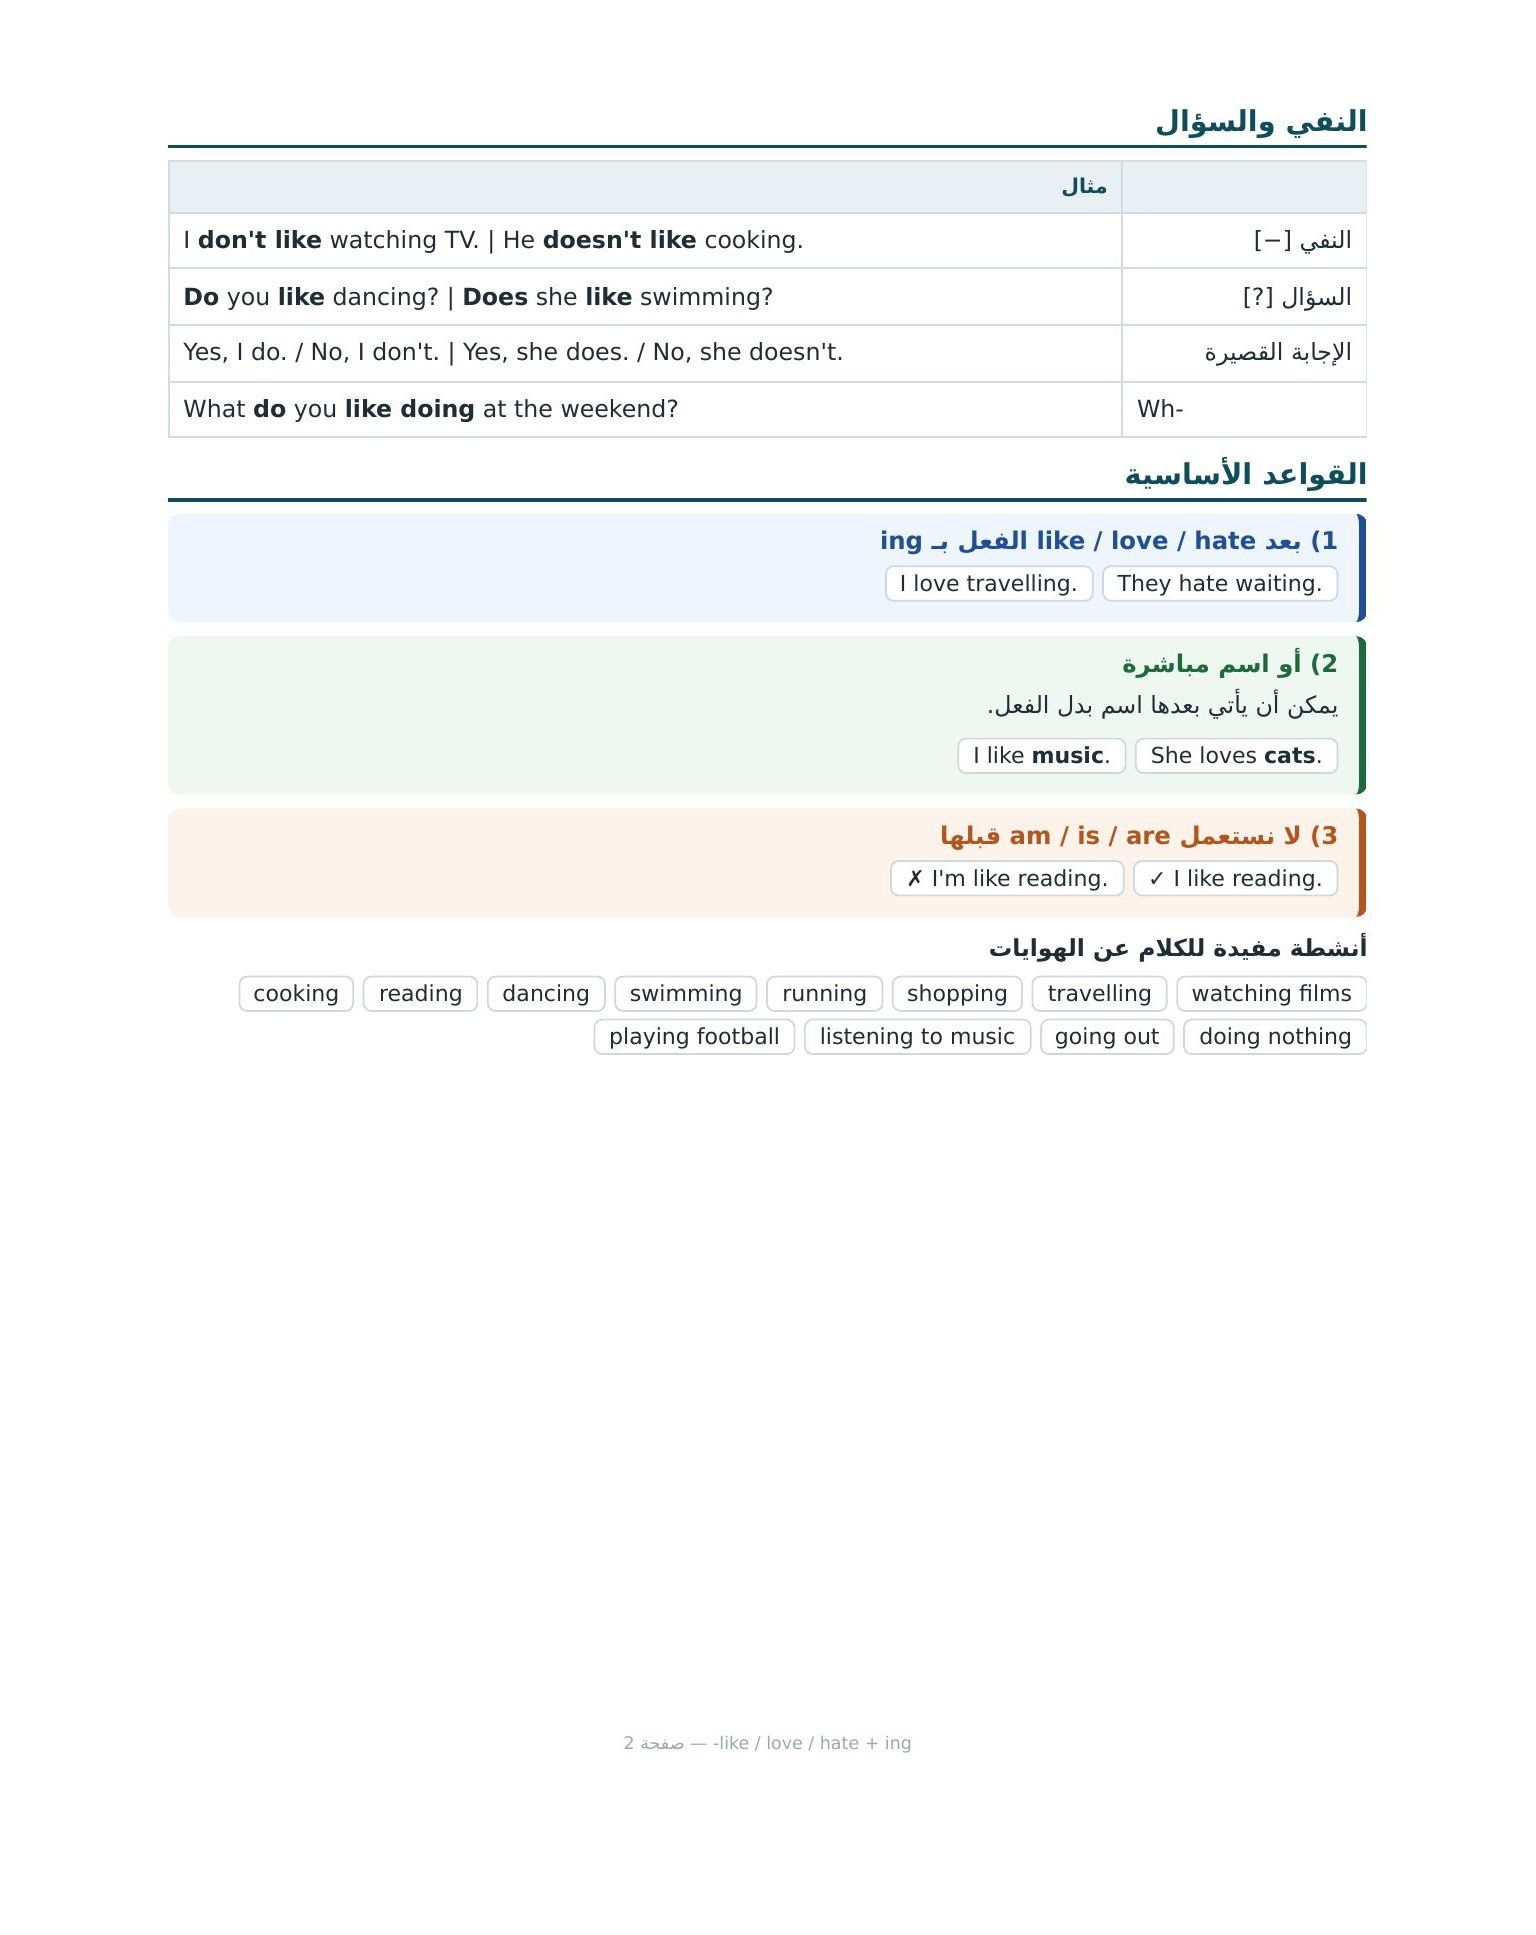 النفي والسؤال
مثال
النفي [−] I don't like watching TV. | He doesn't like cooking.
السؤال [?] Do you like dancing? | Does she like swimming?
الإجابة القصيرة Yes, I do. / No, I don't. | Yes, she does. / No, she doesn't.
Wh- What do you like doing at the weekend?
القواعد الأساسية
1) بعد like / love / hate الفعل بـ ing
They hate waiting. I love travelling.
2) أو اسم مباشرة
يمكن أن يأتي بعدها اسم بدل الفعل.
She loves cats. I like music.
3) لا نستعمل am / is / are قبلها
✓ I like reading. ✗ I'm like reading.
أنشطة مفيدة للكلام عن الهوايات
watching films travelling shopping running swimming dancing reading cooking
doing nothing going out listening to music playing football
like / love / hate + ing- — صفحة 2